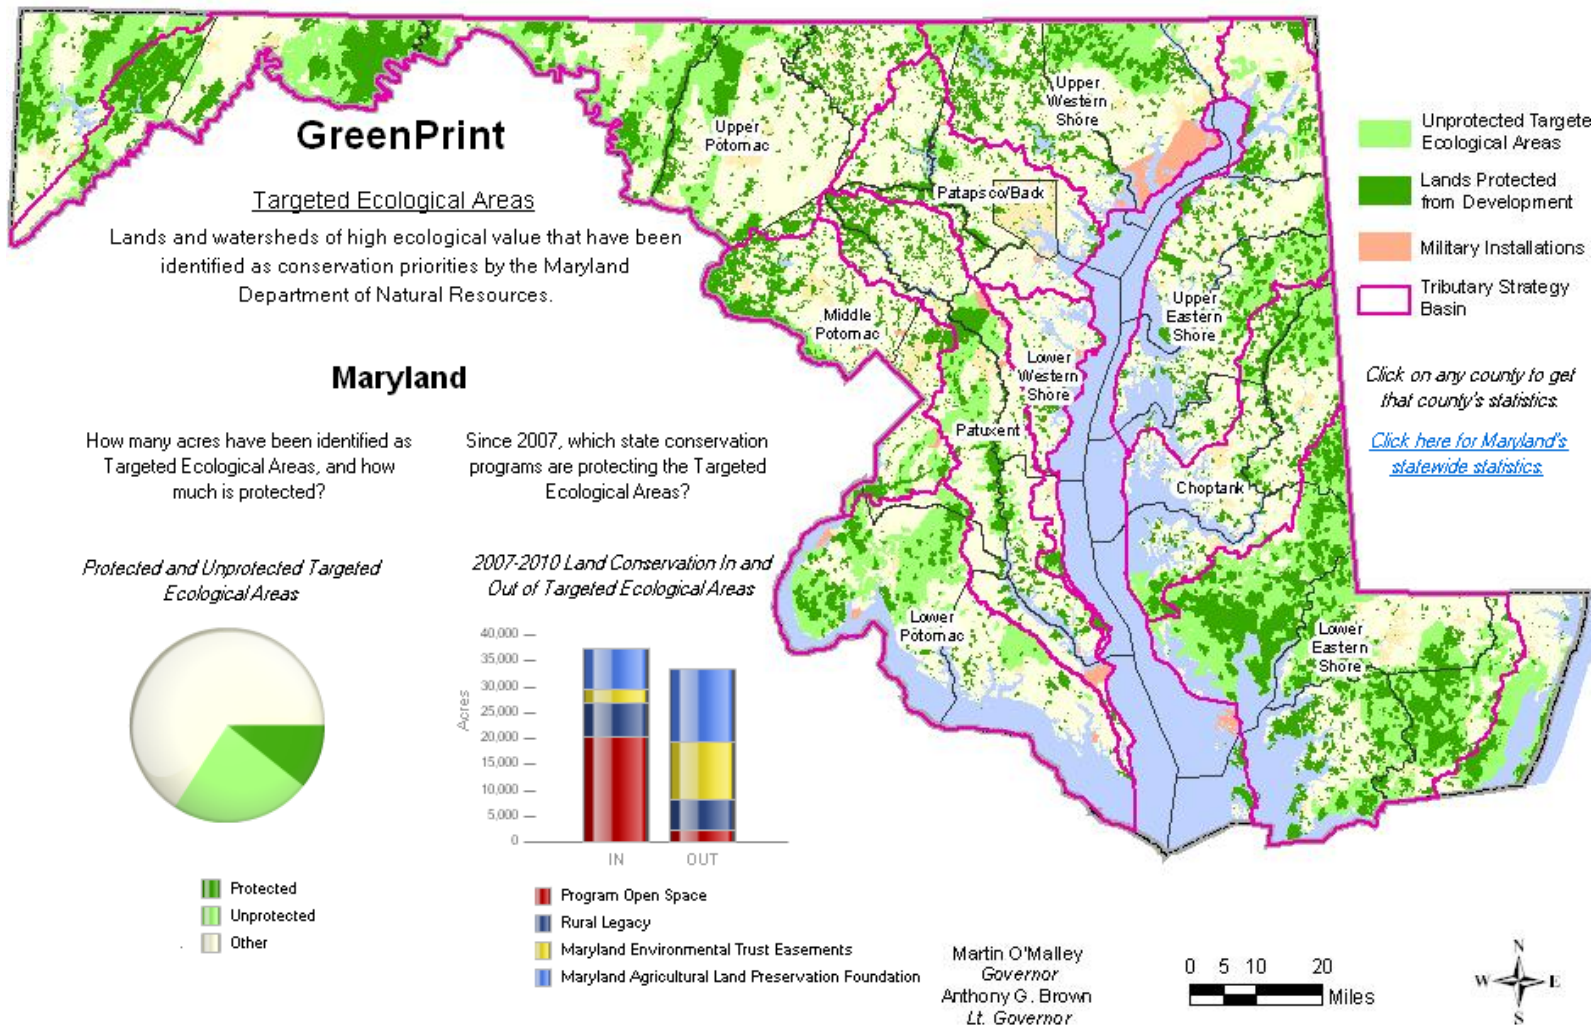 GreenPrint
Targeted Ecological Areas
Lands and watersheds of high ecological value that have been
identified as conservation priorities by the Maryland
Department of Natural Resources.
Maryland
How many acres have been identified as
Targeted Ecological Areas, and how
much is protected?
Since 2007, which state conservation
programs are protecting the Targeted
Ecological Areas?
Protected and Unprotected Targeted
Ecological Areas
Protected
Unprotected
Other
2007-2010 Land Conservation In and
Out of Targeted Ecological Areas
Acres
40,000
35,000
30,000
25,000
20,000
15,000
10,000
5,000
0
IN
OUT
Program Open Space
Rural Legacy
Maryland Environmental Trust Easements
Maryland Agricultural Land Preservation Foundation
Upper
Potomac
Upper
Western
Shore
Patapsco/Back
Middle
Potomac
Upper
Eastern
Shore
Lower
Western
Shore
Patuxent
Choptank
Lower
Potomac
Lower
Eastern
Shore
Unprotected Targete
Ecological Areas
Lands Protected
from Development
Military Installations
Tributary Strategy
Basin
Click on any county to get
that county's statistics.
Click here for Maryland's
statewide statistics.
Martin O'Malley
Governor
Anthony G. Brown
Lt. Governor
0 5 10 20
Miles
N
W E
S